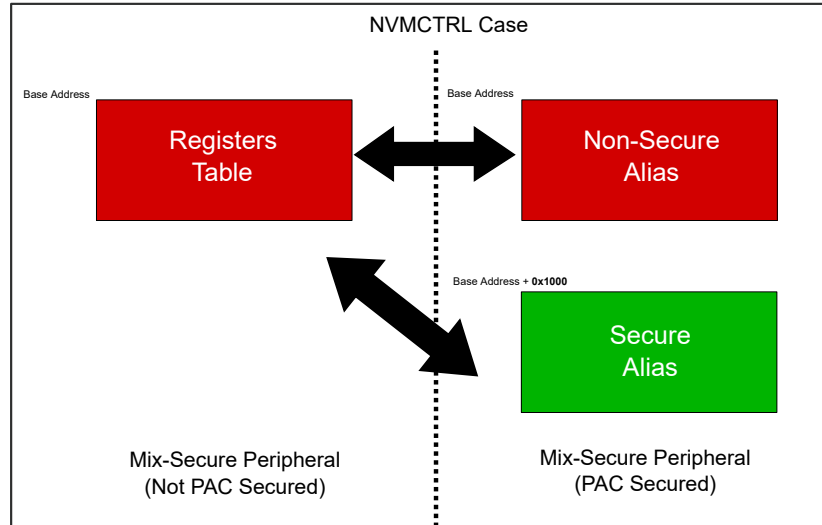 NVMCTRL Case
Base Address
Base Address
Registers
Table
Non-Secure
Alias
Base Address + 0x1000
Secure
Alias
Mix-Secure Peripheral
(Not PAC Secured)
Mix-Secure Peripheral
(PAC Secured)